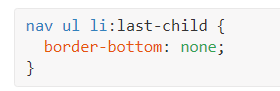 nav ul li:last-child {
  border-bottom: none;
}